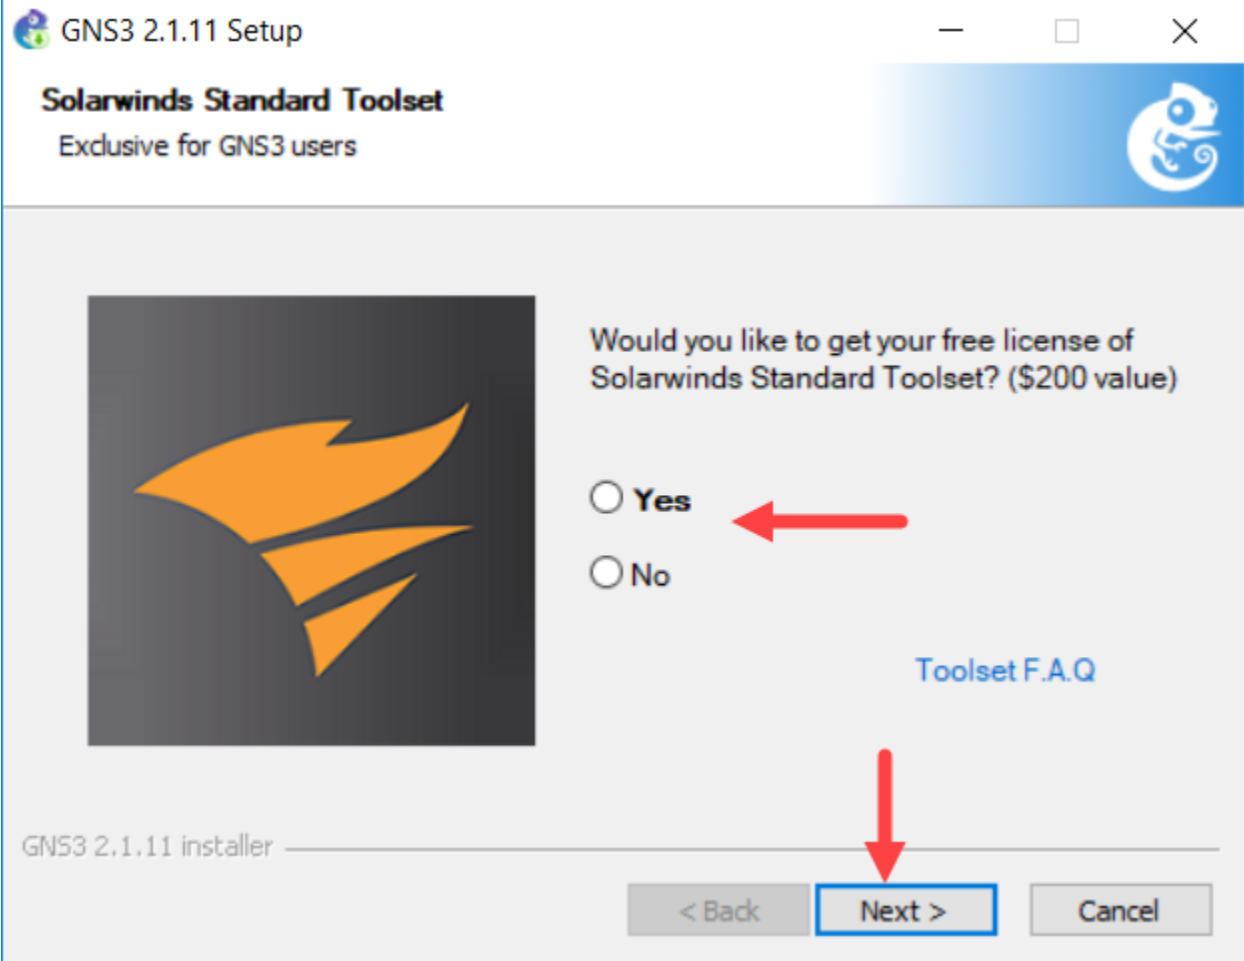 GNS3 2.1.11 Setup
Solarwinds Standard Toolset
Exclusive for GNS3 users
Would you like to get your free license of
Solarwinds Standard Toolset? ($200 value)
Yes
No
Toolset F.A.Q
GNS3 2.1.11 installer
< Back
Next >
Cancel